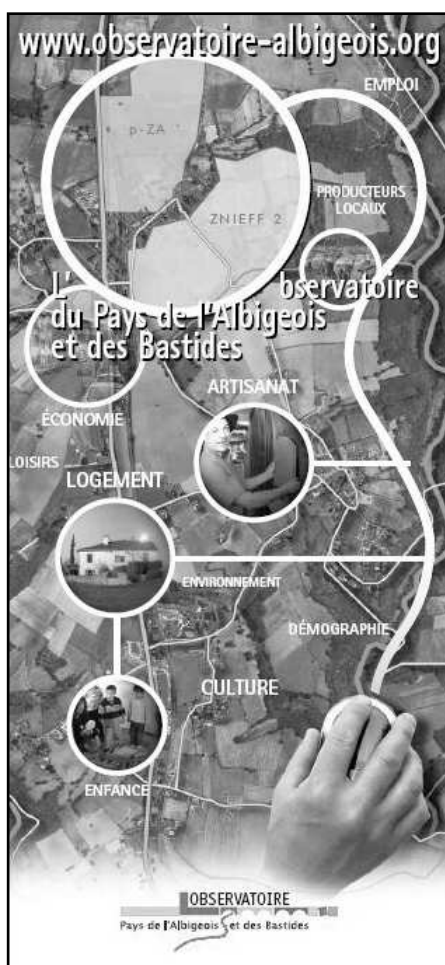 www.observatoire-albigeois.org
EMPLOI
p-ZA
ZNIEFF 2
PRODUCTEURS
LOCAUX
L' bservatoire
du Pays de l'Albigeois
et des Bastides
ARTISANAT
ÉCONOMIE
LOISIRS
LOGEMENT
ENVIRONNEMENT
DÉMOGRAPHIE
CULTURE
ENFANCE
OBSERVATOIRE
Pays de l'Albigeois et des Bastides